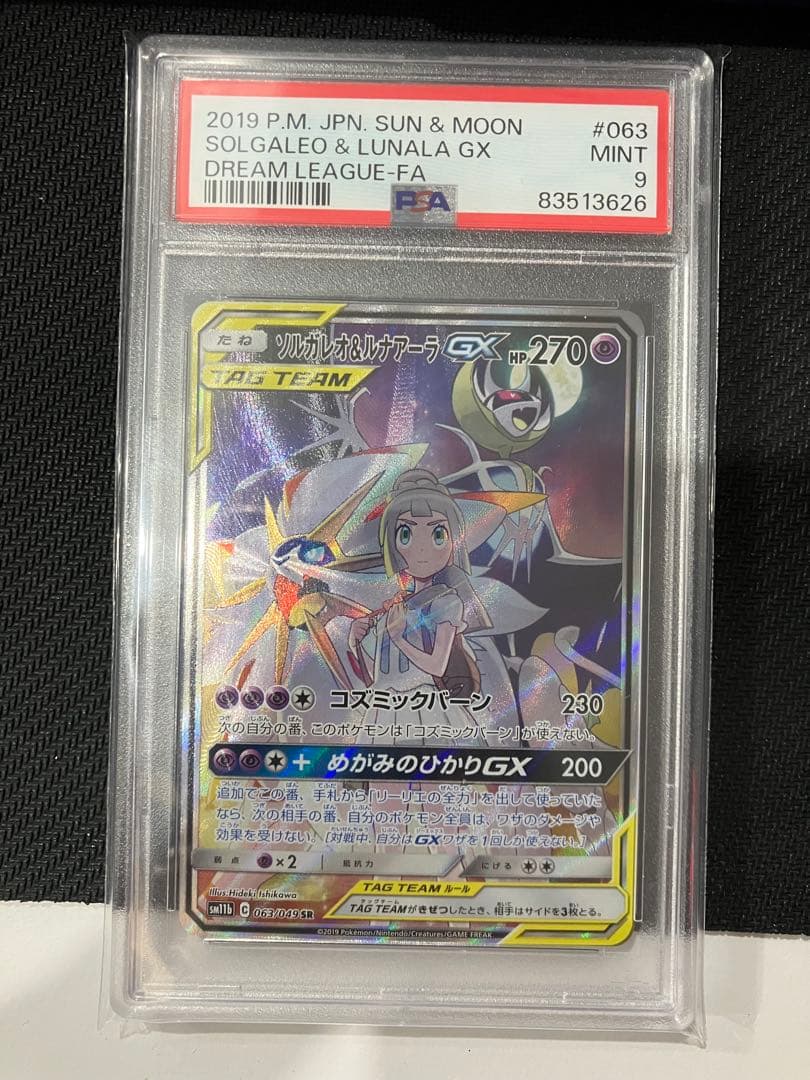 2019 P.M. JPN. SUN & MOON #063
SOLGALEO & LUNALA GX MINT
DREAM LEAGUE-FA 9
PSA 83513626
たね ソルガレオ&ルナアーラGX HP270
TAG TEAM
コズミックバーン 230
次の自分の番、このポケモンは「コズミックバーン」が使えない。
+ めがみのひかりGX 200
追加でこの番、手札から「リーリエの全力」を出して使っていた
なら、次の相手の番、自分のポケモン全員は、ワザのダメージや
効果を受けない。[対戦中、自分はGXワザを1回しか使えない。]
弱点 ×2 抵抗力 にげる
Illus.Hideki Ishikawa
TAG TEAM ルール
sm11b C 063/049 SR
TAG TEAMがきぜつしたとき、相手はサイドを3枚とる。
©2019 Pokémon/Nintendo/Creatures/GAME FREAK.